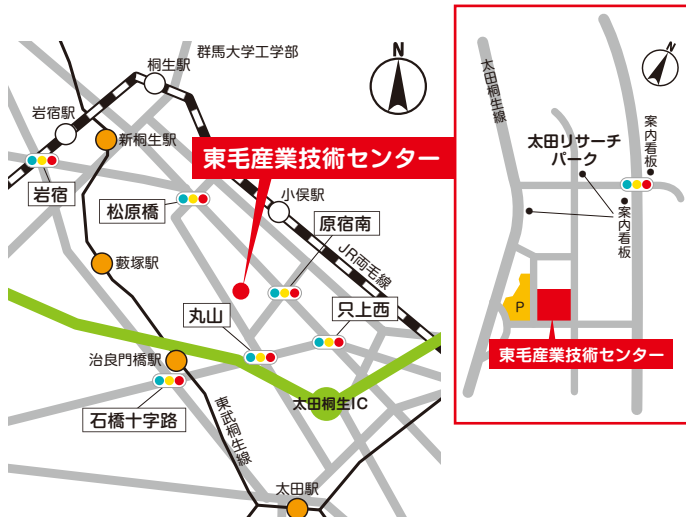 群馬大学工学部
桐生駅
N
岩宿駅
新桐生駅
東毛産業技術センター
岩宿
松原橋
小俣駅
原宿南
JR両毛線
藪塚駅
丸山
只上西
治良門橋駅
太田桐生IC
石橋十字路
東武桐生線
太田駅
N
太田桐生線
案内看板
太田リサーチ
パーク
案内看板
P
東毛産業技術センター